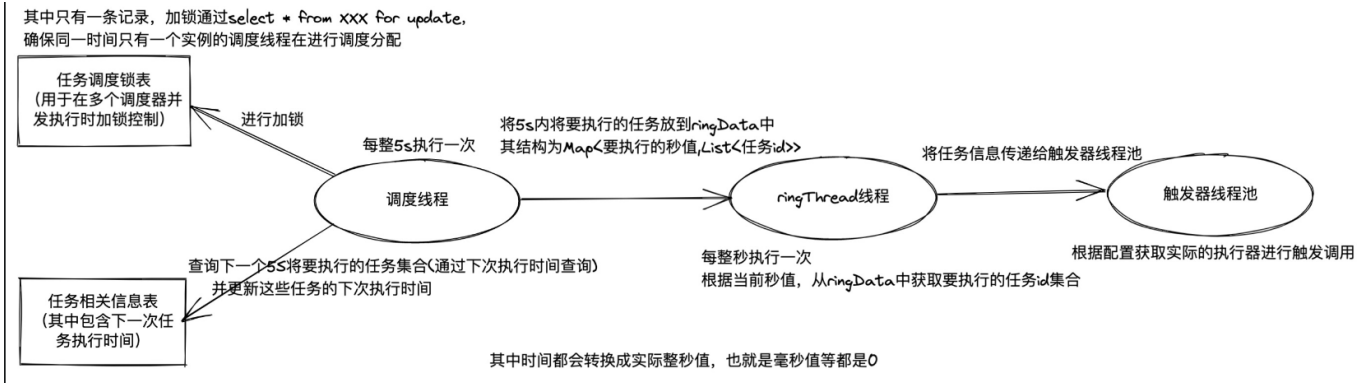 其中只有一条记录，加锁通过select * from XXX for update，
确保同一时间只有一个实例的调度线程在进行调度分配
任务调度锁表
（用于在多个调度器并
发执行时加锁控制）
进行加锁
每整5s执行一次
调度线程
将5s内将要执行的任务放到ringData中
其结构为Map<要执行的秒值,List<任务id>>
ringThread线程
将任务信息传递给触发器线程池
触发器线程池
每整秒执行一次
根据当前秒值，从ringData中获取要执行的任务id集合
根据配置获取实际的执行器进行触发调用
查询下一个5S将要执行的任务集合(通过下次执行时间查询)
并更新这些任务的下次执行时间
任务相关信息表
（其中包含下一次任
务执行时间）
其中时间都会转换成实际整秒值，也就是毫秒值等都是0